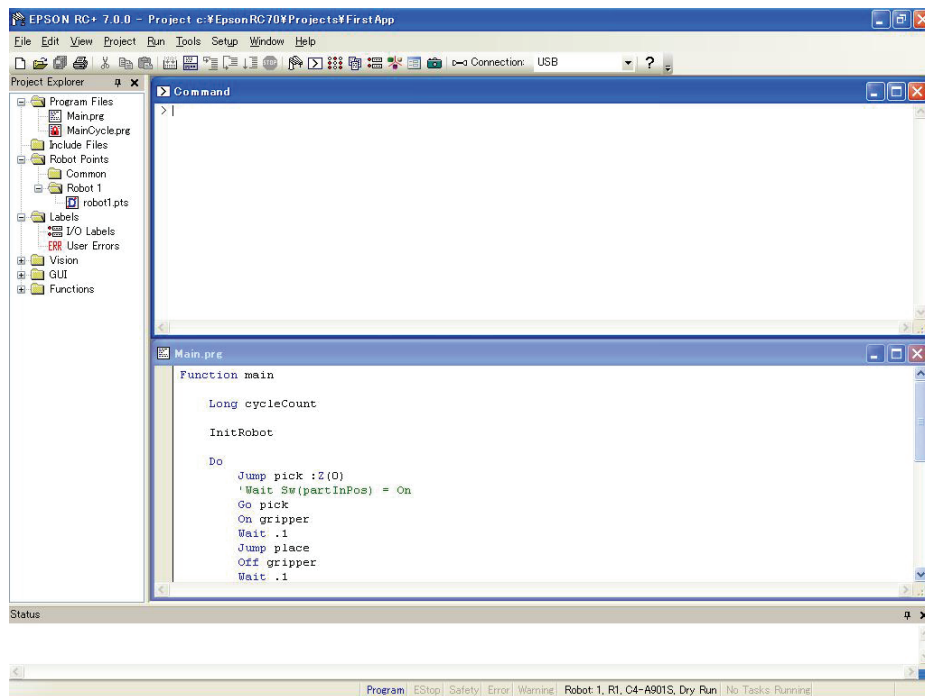 EPSON RC+ 7.0.0 - Project c:¥EpsonRC70¥Projects¥FirstApp
File Edit View Project Run Tools Setup Window Help
Connection: USB
Project Explorer
Program Files
Main.prg
MainCycle.prg
Include Files
Robot Points
Common
Robot 1
robot1.pts
Labels
I/O Labels
ERR User Errors
Vision
GUI
Functions
Command
>
Main.prg
Function main
Long cycleCount
InitRobot
Do
Jump pick :Z(0)
'Wait Sw(partInPos) = On
Go pick
On gripper
Wait .1
Jump place
Off gripper
Wait .1
Status
Program EStop Safety Error Warning Robot: 1, R1, C4-A901S, Dry Run No Tasks Running